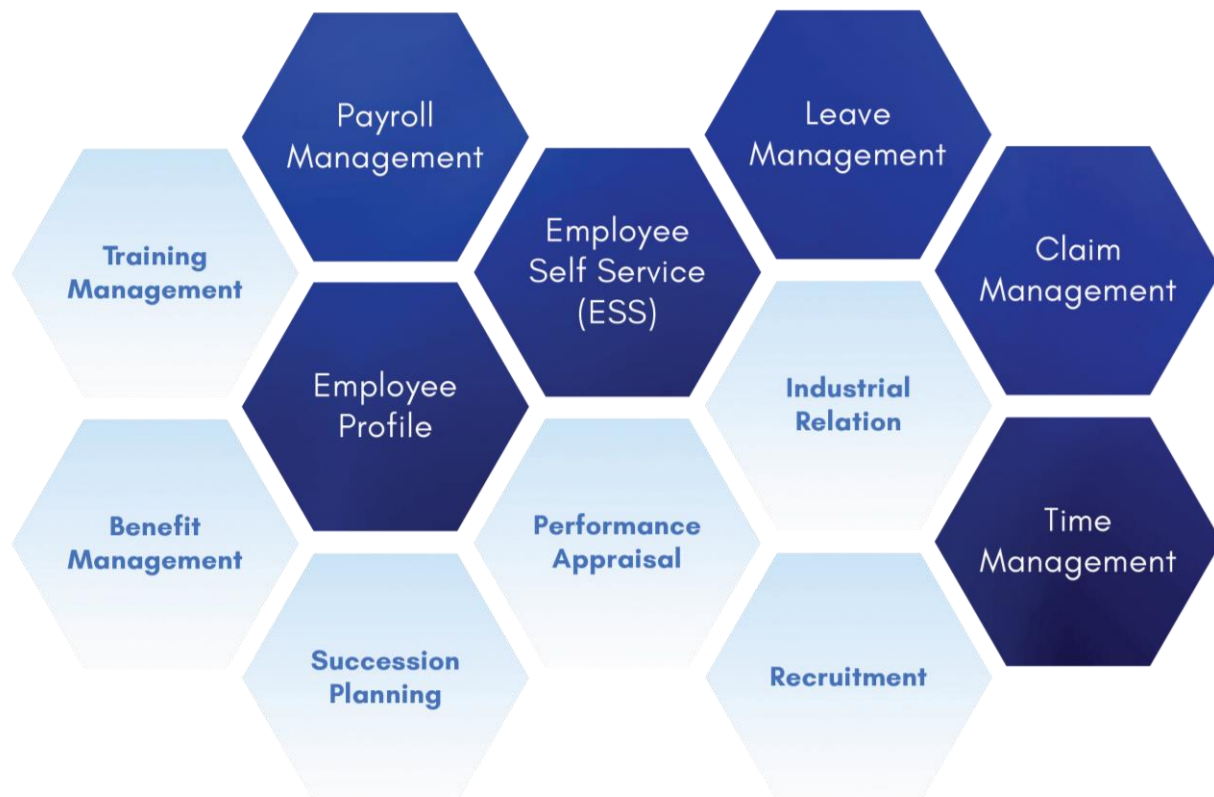 Payroll
Management
Leave
Management
Training
Management
Employee
Self Service
(ESS)
Claim
Management
Employee
Profile
Industrial
Relation
Benefit
Management
Performance
Appraisal
Time
Management
Succession
Planning
Recruitment